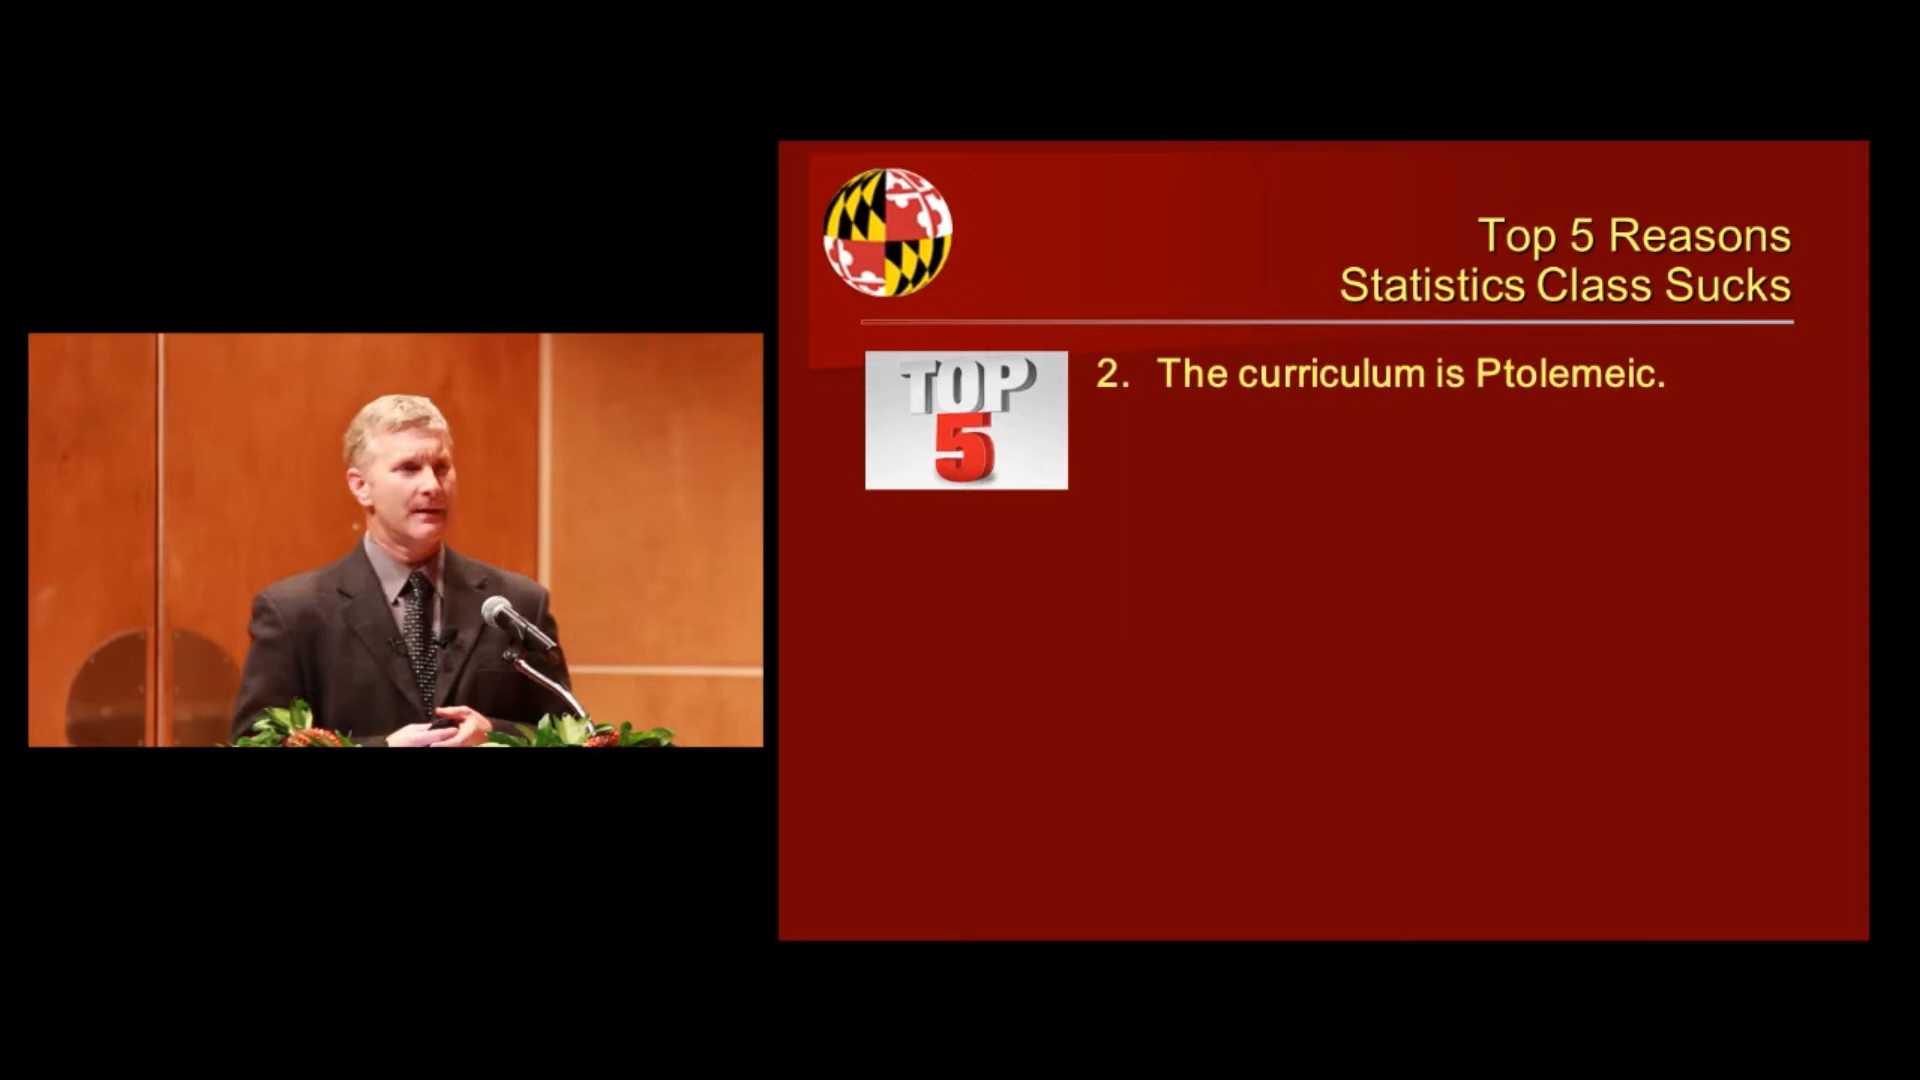 Top 5 Reasons
Statistics Class Sucks
TOP
5
2. The curriculum is Ptolemeic.